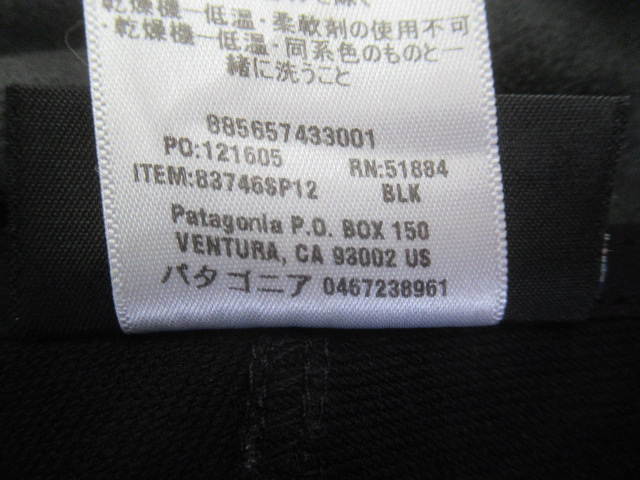 ・乾燥機一低温・柔軟剤の使用不可
・乾燥機一低温・同系色のものと一
緒に洗うこと
885657433001
PO:121605 RN:51884
ITEM:83746SP12 BLK
Patagonia P.O. BOX 150
VENTURA, CA 93002 US
パタゴニア 0467238961